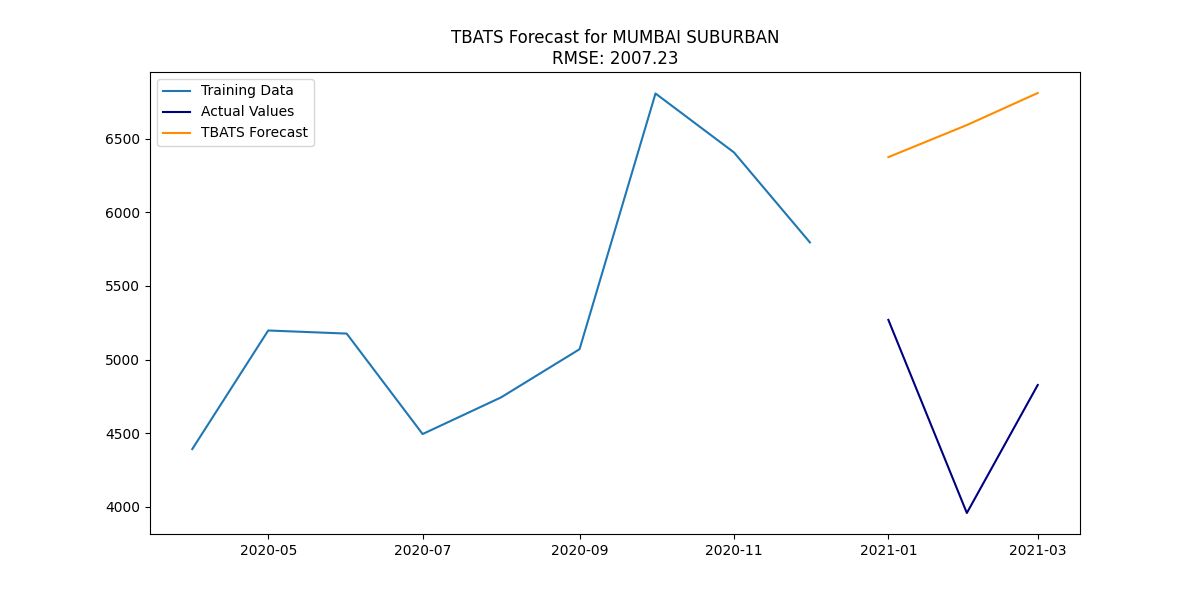 TBATS Forecast for MUMBAI SUBURBAN
RMSE: 2007.23
Training Data
Actual Values
TBATS Forecast
6500
6000
5500
5000
4500
4000
2020-05 2020-07 2020-09 2020-11 2021-01 2021-03